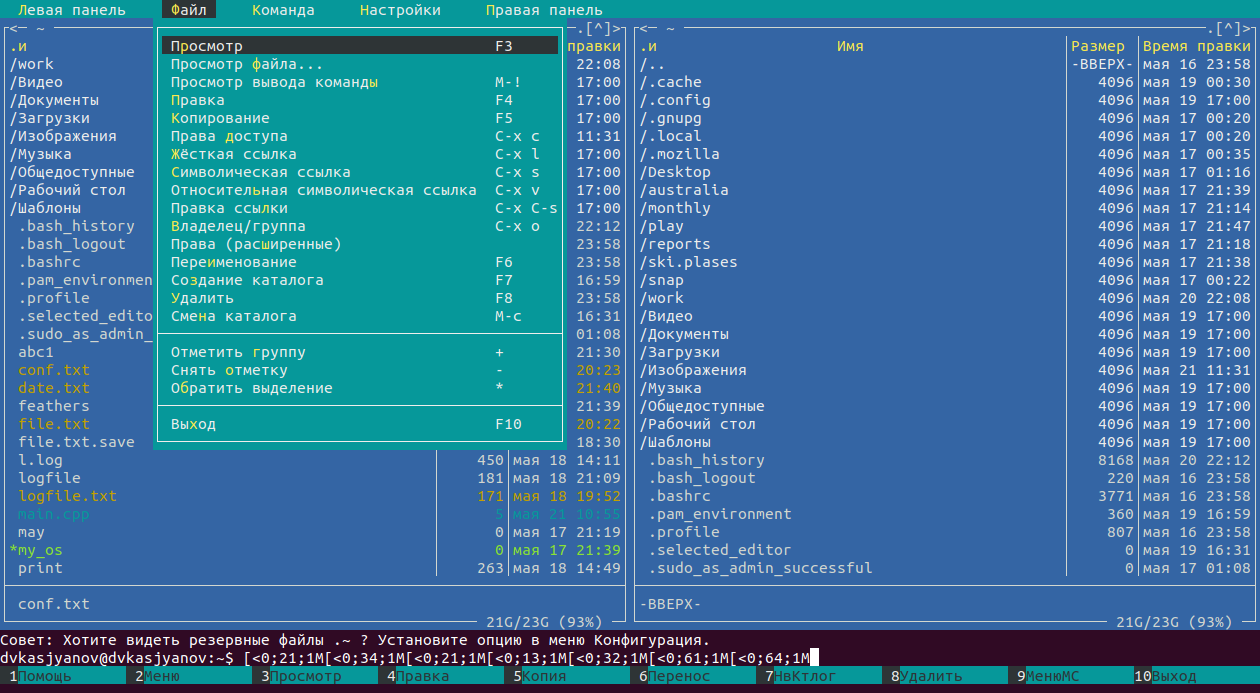 Левая панель Файл Команда Настройки Правая панель
<─ ~ .[^]> <─ ~ .[^]>
.и Просмотр F3 правки .и Имя Размер Время правки
/work Просмотр файла... 22:08 /.. -ВВЕРХ- мая 16 23:58
/Видео Просмотр вывода команды M-! 17:00 /.cache 4096 мая 19 00:30
/Документы Правка F4 17:00 /.config 4096 мая 19 17:00
/Загрузки Копирование F5 17:00 /.gnupg 4096 мая 17 00:20
/Изображения Права доступа C-x c 11:31 /.local 4096 мая 17 00:20
/Музыка Жёсткая ссылка C-x l 17:00 /.mozilla 4096 мая 17 00:35
/Общедоступные Символическая ссылка C-x s 17:00 /Desktop 4096 мая 17 01:16
/Рабочий стол Относительная символическая ссылка C-x v 17:00 /australia 4096 мая 17 21:39
/Шаблоны Правка ссылки C-x C-s 17:00 /monthly 4096 мая 17 21:14
.bash_history Владелец/группа C-x o 22:12 /play 4096 мая 17 21:47
.bash_logout Права (расширенные) 23:58 /reports 4096 мая 17 21:18
.bashrc Переименование F6 23:58 /ski.plases 4096 мая 17 21:38
.pam_environmen Создание каталога F7 16:59 /snap 4096 мая 17 00:22
.profile Удалить F8 23:58 /work 4096 мая 20 22:08
.selected_edito Смена каталога M-c 16:31 /Видео 4096 мая 19 17:00
.sudo_as_admin_ 01:08 /Документы 4096 мая 19 17:00
abc1 Отметить группу + 21:30 /Загрузки 4096 мая 19 17:00
conf.txt Снять отметку - 20:23 /Изображения 4096 мая 21 11:31
date.txt Обратить выделение * 21:40 /Музыка 4096 мая 19 17:00
feathers 21:39 /Общедоступные 4096 мая 19 17:00
file.txt Выход F10 20:22 /Рабочий стол 4096 мая 19 17:00
file.txt.save 18:30 /Шаблоны 4096 мая 19 17:00
l.log 450 мая 18 14:11 .bash_history 8168 мая 20 22:12
logfile 181 мая 18 21:09 .bash_logout 220 мая 16 23:58
logfile.txt 171 мая 18 19:52 .bashrc 3771 мая 16 23:58
main.cpp 5 мая 21 10:55 .pam_environment 360 мая 19 16:59
may 0 мая 17 21:19 .profile 807 мая 16 23:58
*my_os 0 мая 17 21:39 .selected_editor 0 мая 19 16:31
print 263 мая 18 14:49 .sudo_as_admin_successful 0 мая 17 01:08
conf.txt -ВВЕРХ-
21G/23G (93%) 21G/23G (93%)
Совет: Хотите видеть резервные файлы .~ ? Установите опцию в меню Конфигурация.
dvkasjyanov@dvkasjyanov:~$ [<0;21;1M[<0;34;1M[<0;21;1M[<0;13;1M[<0;32;1M[<0;61;1M[<0;64;1M
1Помощь 2Меню 3Просмотр 4Правка 5Копия 6Перенос 7НвКтлог 8Удалить 9МенюМС 10Выход